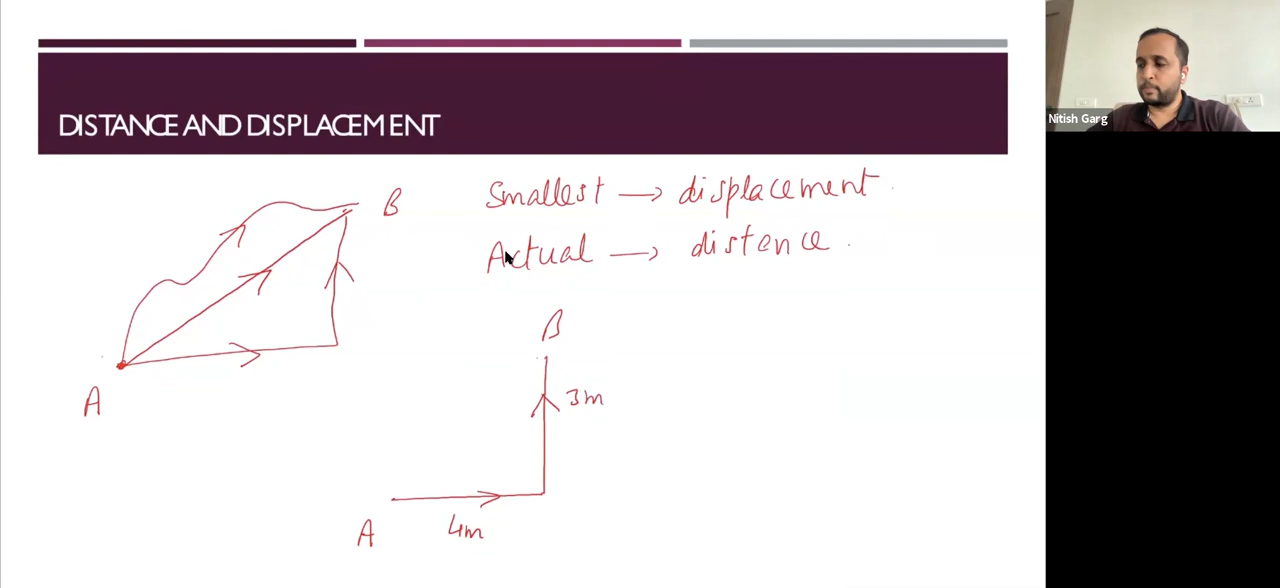 Nitish Garg
DISTANCE AND DISPLACEMENT
Smallest → displacement
Actual → distence
B
A
B
3m
4m
A